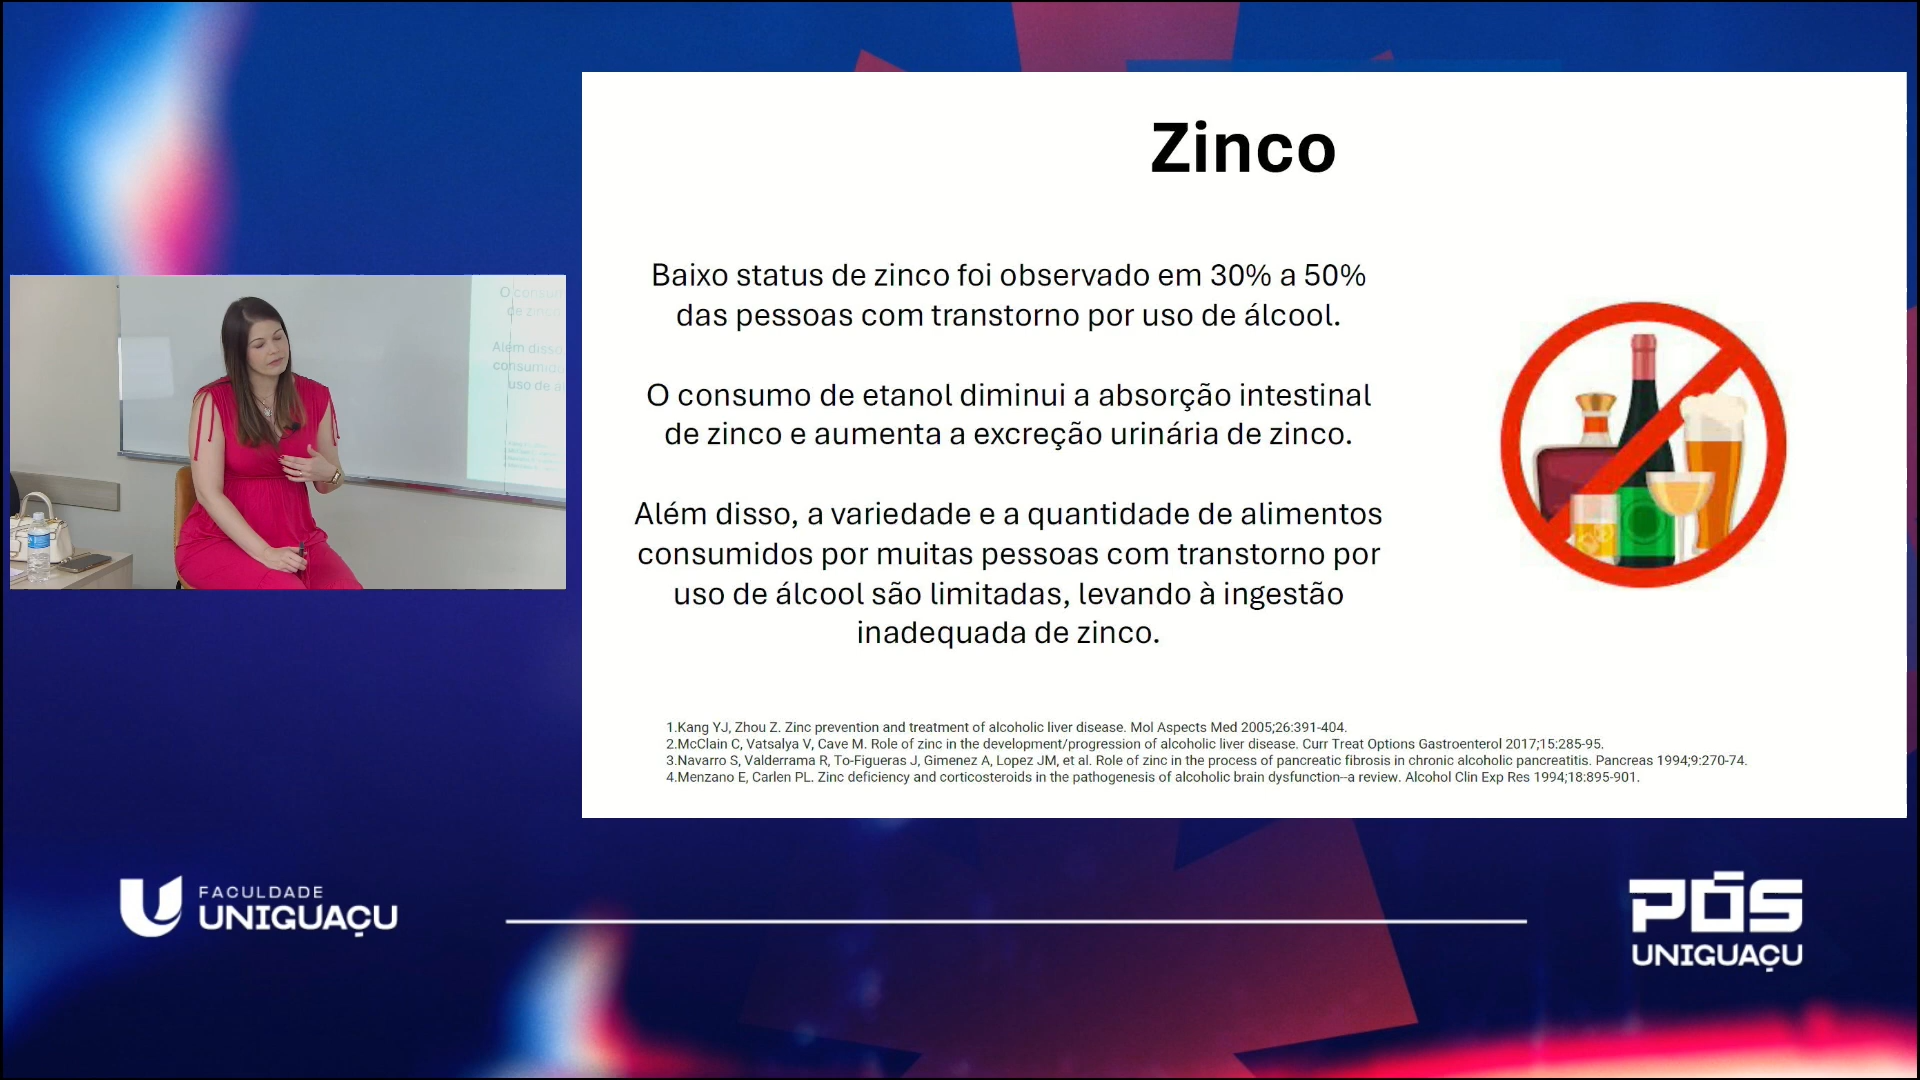 Zinco
Baixo status de zinco foi observado em 30% a 50%
das pessoas com transtorno por uso de álcool.
O consumo de etanol diminui a absorção intestinal
de zinco e aumenta a excreção urinária de zinco.
Além disso, a variedade e a quantidade de alimentos
consumidos por muitas pessoas com transtorno por
uso de álcool são limitadas, levando à ingestão
inadequada de zinco.
1.Kang YJ, Zhou Z. Zinc prevention and treatment of alcoholic liver disease. Mol Aspects Med 2005;26:391-404.
2.McClain C, Vatsalya V, Cave M. Role of zinc in the development/progression of alcoholic liver disease. Curr Treat Options Gastroenterol 2017;15:285-95.
3.Navarro S, Valderrama R, To-Figueras J, Gimenez A, Lopez JM, et al. Role of zinc in the process of pancreatic fibrosis in chronic alcoholic pancreatitis. Pancreas 1994;9:270-74.
4.Menzano E, Carlen PL. Zinc deficiency and corticosteroids in the pathogenesis of alcoholic brain dysfunction--a review. Alcohol Clin Exp Res 1994;18:895-901.
O consum
de zinco
Além disso
consumido
uso de á
FACULDADE
UNIGUAÇU
PÓS
UNIGUAÇU